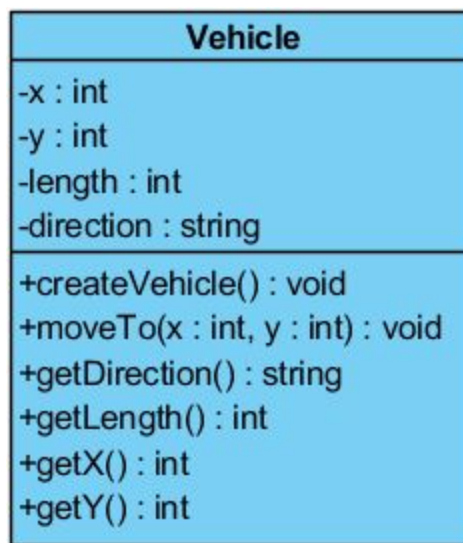 Vehicle
-x : int
-y : int
-length : int
-direction : string
+createVehicle() : void
+moveTo(x : int, y : int) : void
+getDirection() : string
+getLength() : int
+getX() : int
+getY() : int